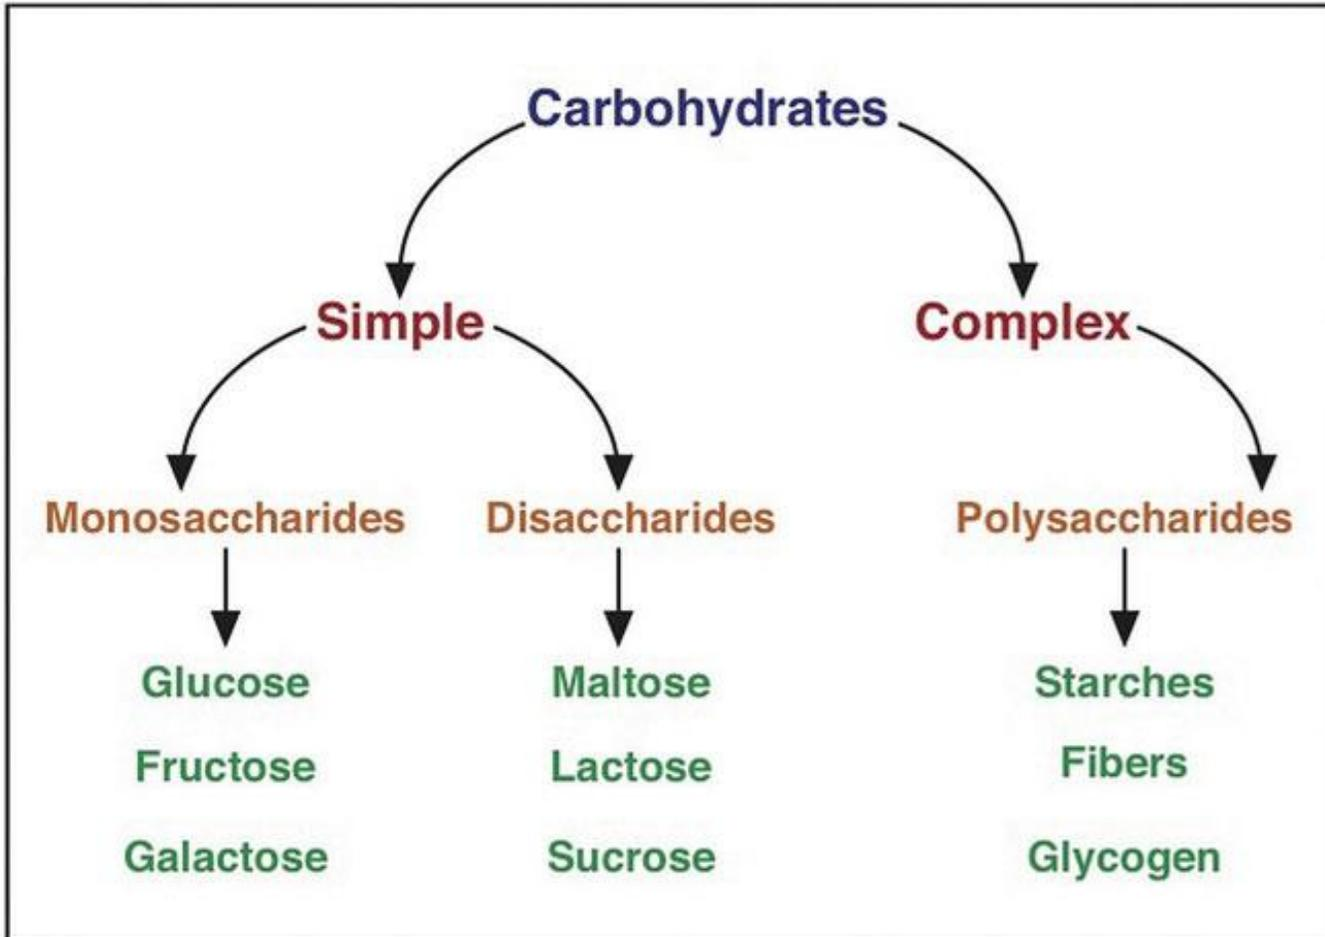 Carbohydrates
Simple Complex
Monosaccharides Disaccharides Polysaccharides
Glucose Maltose Starches
Fructose Lactose Fibers
Galactose Sucrose Glycogen